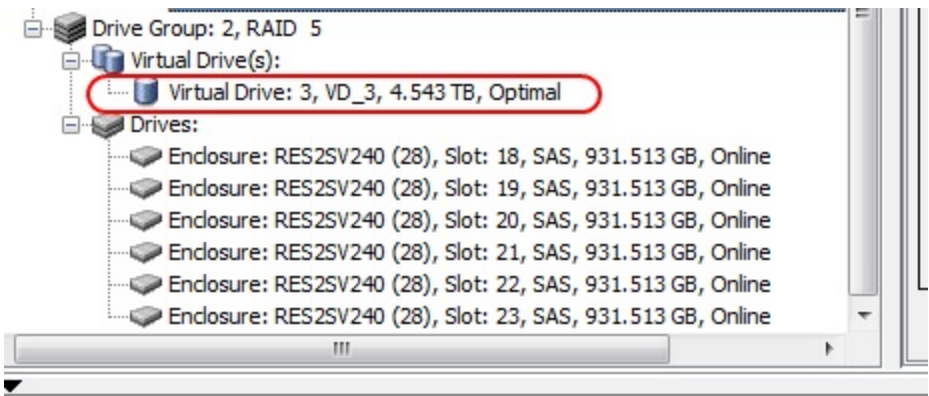 Drive Group: 2, RAID 5
Virtual Drive(s):
Virtual Drive: 3, VD_3, 4.543 TB, Optimal
Drives:
Enclosure: RES2SV240 (28), Slot: 18, SAS, 931.513 GB, Online
Enclosure: RES2SV240 (28), Slot: 19, SAS, 931.513 GB, Online
Enclosure: RES2SV240 (28), Slot: 20, SAS, 931.513 GB, Online
Enclosure: RES2SV240 (28), Slot: 21, SAS, 931.513 GB, Online
Enclosure: RES2SV240 (28), Slot: 22, SAS, 931.513 GB, Online
Enclosure: RES2SV240 (28), Slot: 23, SAS, 931.513 GB, Online